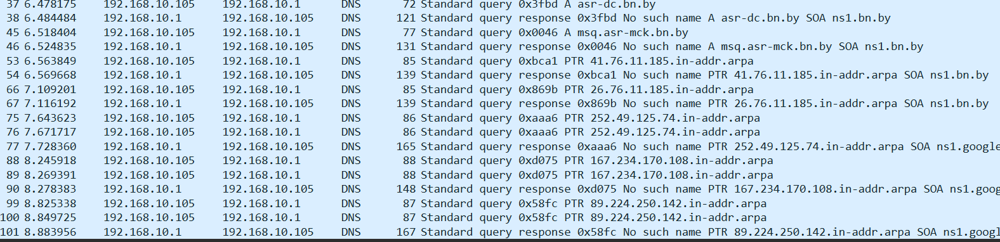 37 6.478175 192.168.10.105 192.168.10.1 DNS 72 Standard query 0x3fbd A asr-dc.bn.by
38 6.484484 192.168.10.1 192.168.10.105 DNS 121 Standard query response 0x3fbd No such name A asr-dc.bn.by SOA ns1.bn.by
45 6.518404 192.168.10.105 192.168.10.1 DNS 77 Standard query 0x0046 A msq.asr-mck.bn.by
46 6.524835 192.168.10.1 192.168.10.105 DNS 131 Standard query response 0x0046 No such name A msq.asr-mck.bn.by SOA ns1.bn.by
53 6.563849 192.168.10.105 192.168.10.1 DNS 85 Standard query 0xbca1 PTR 41.76.11.185.in-addr.arpa
54 6.569668 192.168.10.1 192.168.10.105 DNS 139 Standard query response 0xbca1 No such name PTR 41.76.11.185.in-addr.arpa SOA ns1.bn.by
66 7.109201 192.168.10.105 192.168.10.1 DNS 85 Standard query 0x869b PTR 26.76.11.185.in-addr.arpa
67 7.116192 192.168.10.1 192.168.10.105 DNS 139 Standard query response 0x869b No such name PTR 26.76.11.185.in-addr.arpa SOA ns1.bn.by
75 7.643623 192.168.10.105 192.168.10.1 DNS 86 Standard query 0xaaa6 PTR 252.49.125.74.in-addr.arpa
76 7.671717 192.168.10.105 192.168.10.1 DNS 86 Standard query 0xaaa6 PTR 252.49.125.74.in-addr.arpa
77 7.728360 192.168.10.1 192.168.10.105 DNS 165 Standard query response 0xaaa6 No such name PTR 252.49.125.74.in-addr.arpa SOA ns1.google
88 8.245918 192.168.10.105 192.168.10.1 DNS 88 Standard query 0xd075 PTR 167.234.170.108.in-addr.arpa
89 8.269391 192.168.10.105 192.168.10.1 DNS 88 Standard query 0xd075 PTR 167.234.170.108.in-addr.arpa
90 8.278383 192.168.10.1 192.168.10.105 DNS 148 Standard query response 0xd075 No such name PTR 167.234.170.108.in-addr.arpa SOA ns1.goog
99 8.825338 192.168.10.105 192.168.10.1 DNS 87 Standard query 0x58fc PTR 89.224.250.142.in-addr.arpa
100 8.849725 192.168.10.105 192.168.10.1 DNS 87 Standard query 0x58fc PTR 89.224.250.142.in-addr.arpa
101 8.883956 192.168.10.1 192.168.10.105 DNS 167 Standard query response 0x58fc No such name PTR 89.224.250.142.in-addr.arpa SOA ns1.googl